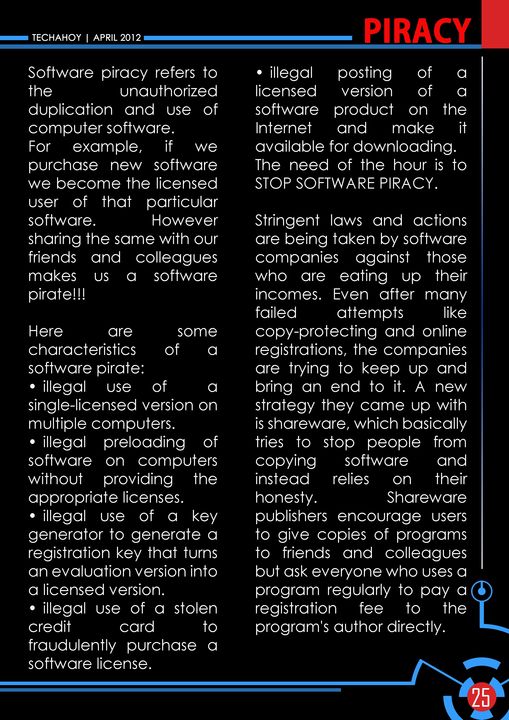 TECHAHOY | APRIL 2012
PIRACY
Software piracy refers to
the unauthorized
duplication and use of
computer software.
For example, if we
purchase new software
we become the licensed
user of that particular
software. However
sharing the same with our
friends and colleagues
makes us a software
pirate!!!
Here are some
characteristics of a
software pirate:
• illegal use of a
single-licensed version on
multiple computers.
• illegal preloading of
software on computers
without providing the
appropriate licenses.
• illegal use of a key
generator to generate a
registration key that turns
an evaluation version into
a licensed version.
• illegal use of a stolen
credit card to
fraudulently purchase a
software license.
• illegal posting of a
licensed version of a
software product on the
Internet and make it
available for downloading.
The need of the hour is to
STOP SOFTWARE PIRACY.
Stringent laws and actions
are being taken by software
companies against those
who are eating up their
incomes. Even after many
failed attempts like
copy-protecting and online
registrations, the companies
are trying to keep up and
bring an end to it. A new
strategy they came up with
is shareware, which basically
tries to stop people from
copying software and
instead relies on their
honesty. Shareware
publishers encourage users
to give copies of programs
to friends and colleagues
but ask everyone who uses a
program regularly to pay a
registration fee to the
program's author directly.
25